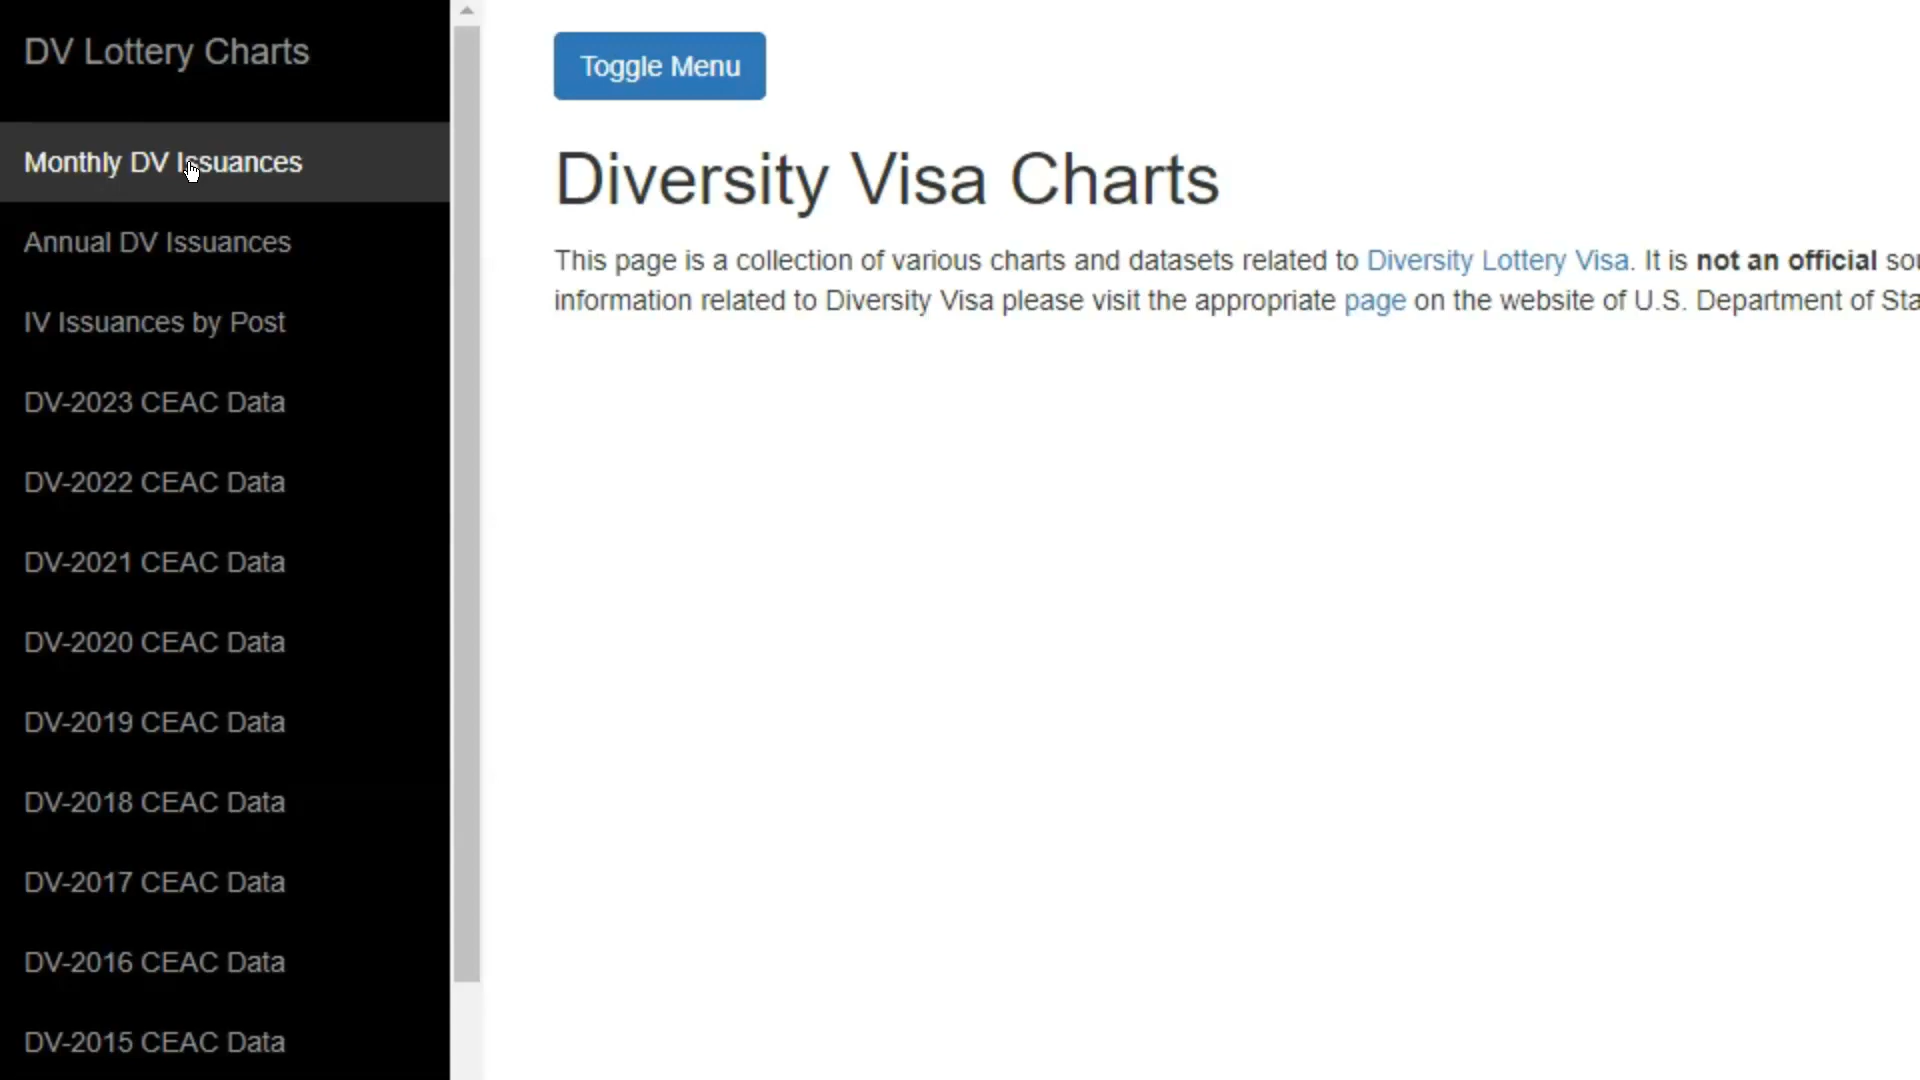 DV Lottery Charts
Monthly DV Issuances
Annual DV Issuances
IV Issuances by Post
DV-2023 CEAC Data
DV-2022 CEAC Data
DV-2021 CEAC Data
DV-2020 CEAC Data
DV-2019 CEAC Data
DV-2018 CEAC Data
DV-2017 CEAC Data
DV-2016 CEAC Data
DV-2015 CEAC Data
Toggle Menu
Diversity Visa Charts
This page is a collection of various charts and datasets related to Diversity Lottery Visa. It is not an official sou
information related to Diversity Visa please visit the appropriate page on the website of U.S. Department of Sta